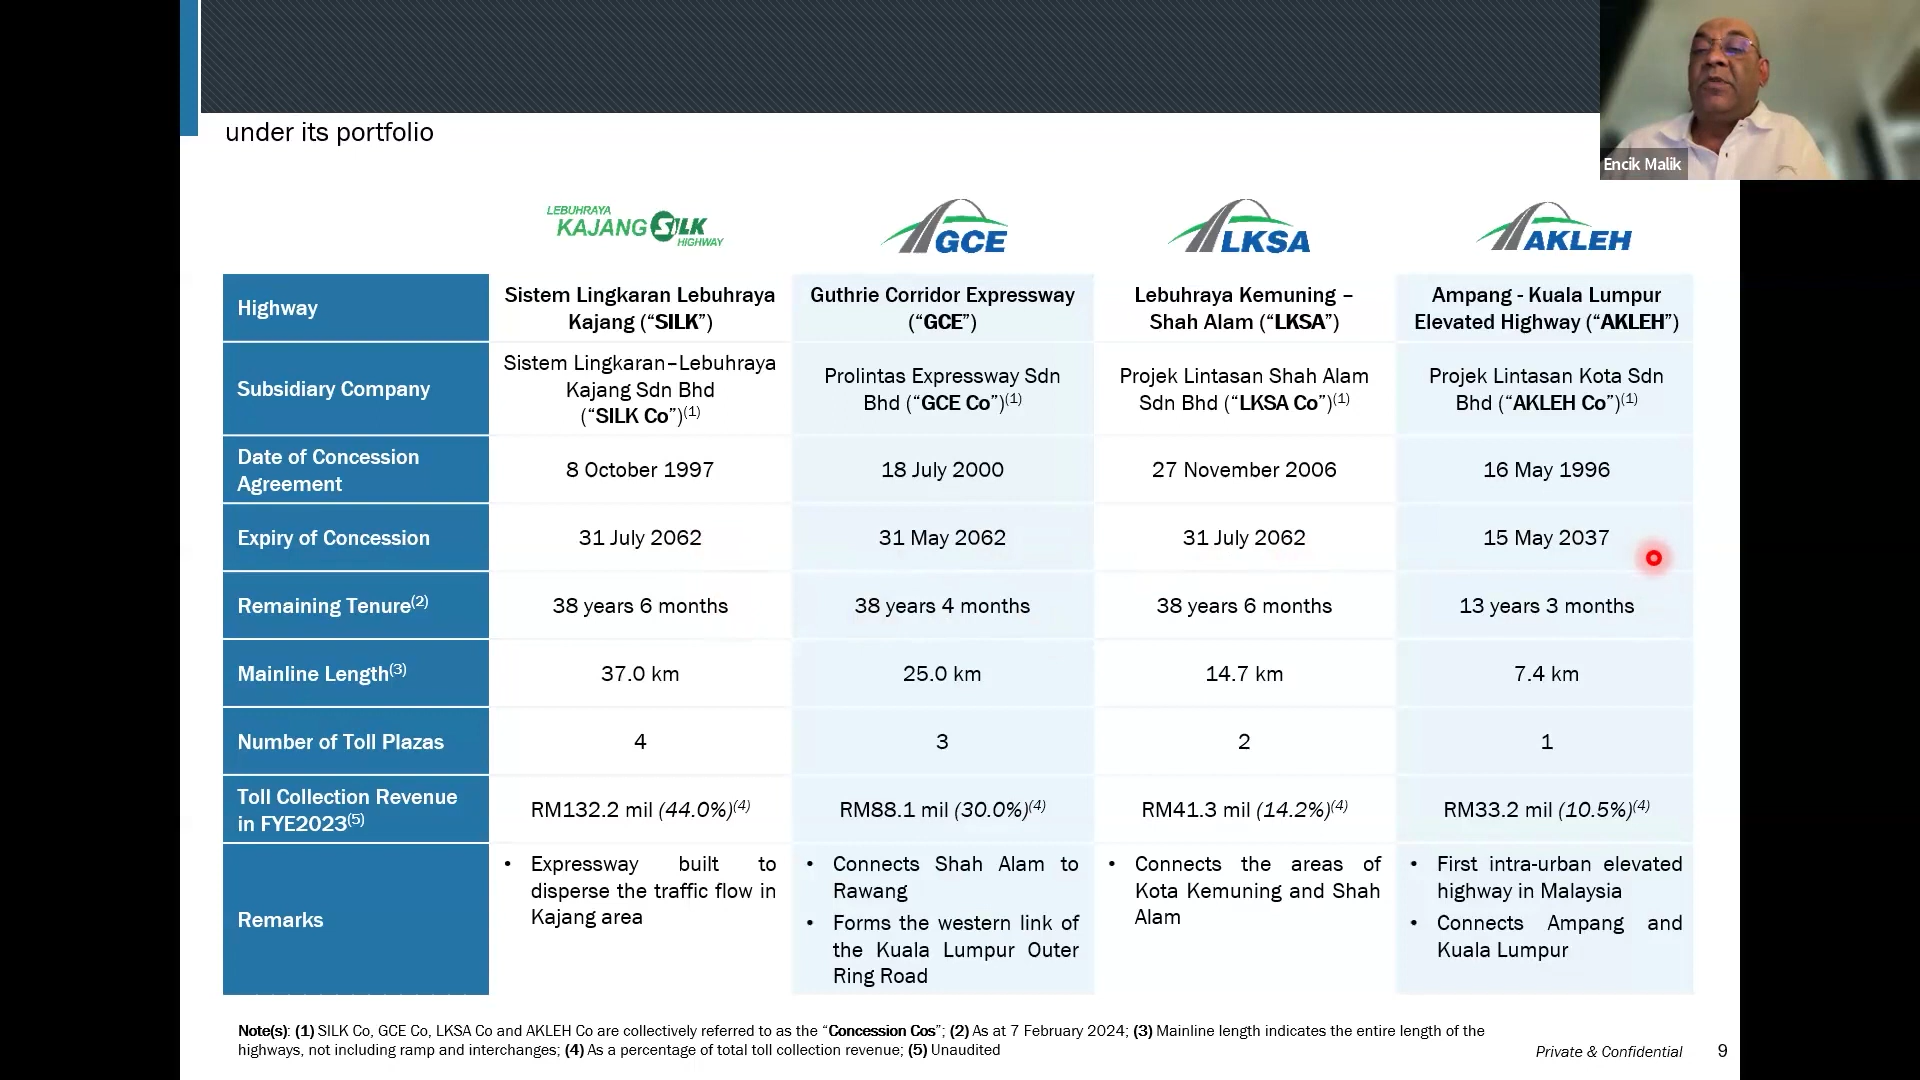 under its portfolio
Encik Malik
LEBUHRAYA
KAJANG SILK
HIGHWAY
GCE
LKSA
AKLEH
Highway
Sistem Lingkaran Lebuhraya
Kajang (“SILK”)
Guthrie Corridor Expressway
(“GCE”)
Lebuhraya Kemuning –
Shah Alam (“LKSA”)
Ampang - Kuala Lumpur
Elevated Highway (“AKLEH”)
Subsidiary Company
Sistem Lingkaran–Lebuhraya
Kajang Sdn Bhd
(“SILK Co”)(1)
Prolintas Expressway Sdn
Bhd (“GCE Co”)(1)
Projek Lintasan Shah Alam
Sdn Bhd (“LKSA Co”)(1)
Projek Lintasan Kota Sdn
Bhd (“AKLEH Co”)(1)
Date of Concession
Agreement
8 October 1997
18 July 2000
27 November 2006
16 May 1996
Expiry of Concession
31 July 2062
31 May 2062
31 July 2062
15 May 2037
Remaining Tenure(2)
38 years 6 months
38 years 4 months
38 years 6 months
13 years 3 months
Mainline Length(3)
37.0 km
25.0 km
14.7 km
7.4 km
Number of Toll Plazas
4
3
2
1
Toll Collection Revenue
in FYE2023(5)
RM132.2 mil (44.0%)(4)
RM88.1 mil (30.0%)(4)
RM41.3 mil (14.2%)(4)
RM33.2 mil (10.5%)(4)
Remarks
• Expressway built to
disperse the traffic flow in
Kajang area
• Connects Shah Alam to
Rawang
• Forms the western link of
the Kuala Lumpur Outer
Ring Road
• Connects the areas of
Kota Kemuning and Shah
Alam
• First intra-urban elevated
highway in Malaysia
• Connects Ampang and
Kuala Lumpur
Note(s): (1) SILK Co, GCE Co, LKSA Co and AKLEH Co are collectively referred to as the “Concession Cos”; (2) As at 7 February 2024; (3) Mainline length indicates the entire length of the
highways, not including ramp and interchanges; (4) As a percentage of total toll collection revenue; (5) Unaudited
Private & Confidential
9